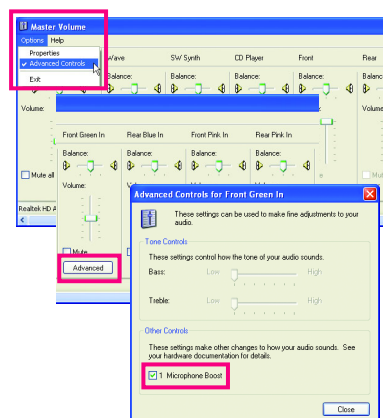 Master Volume
Options Help
Properties
Advanced Controls
Exit
Wave
SW Synth
CD Player
Front
Rear
Balance:
Balance:
Balance:
Balance:
Balanc
Volume:
Volume
Mute all
Mu
Realtek HD A
Front Green In
Rear Blue In
Front Pink In
Rear Pink In
Balance:
Balance:
Balance:
Balance:
Volume:
Mute
Advanced
Advanced Controls for Front Green In
These settings can be used to make fine adjustments to your
audio.
Tone Controls
These settings control how the tone of your audio sounds.
Bass:
Low
High
Treble:
Low
High
Other Controls
These settings make other changes to how your audio sounds. See
your hardware documentation for details.
1 Microphone Boost
Close